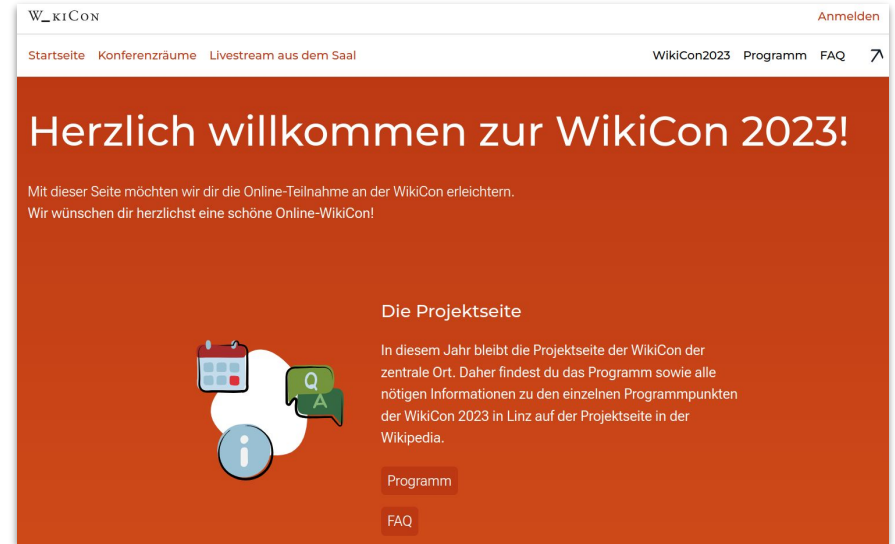 W_KICON
Anmelden
Startseite Konferenzräume Livestream aus dem Saal
WikiCon2023 Programm FAQ
Herzlich willkommen zur WikiCon 2023!
Mit dieser Seite möchten wir dir die Online-Teilnahme an der WikiCon erleichtern.
Wir wünschen dir herzlichst eine schöne Online-WikiCon!
Die Projektseite
In diesem Jahr bleibt die Projektseite der WikiCon der
zentrale Ort. Daher findest du das Programm sowie alle
nötigen Informationen zu den einzelnen Programmpunkten
der WikiCon 2023 in Linz auf der Projektseite in der
Wikipedia.
Q
A
i
Programm
FAQ